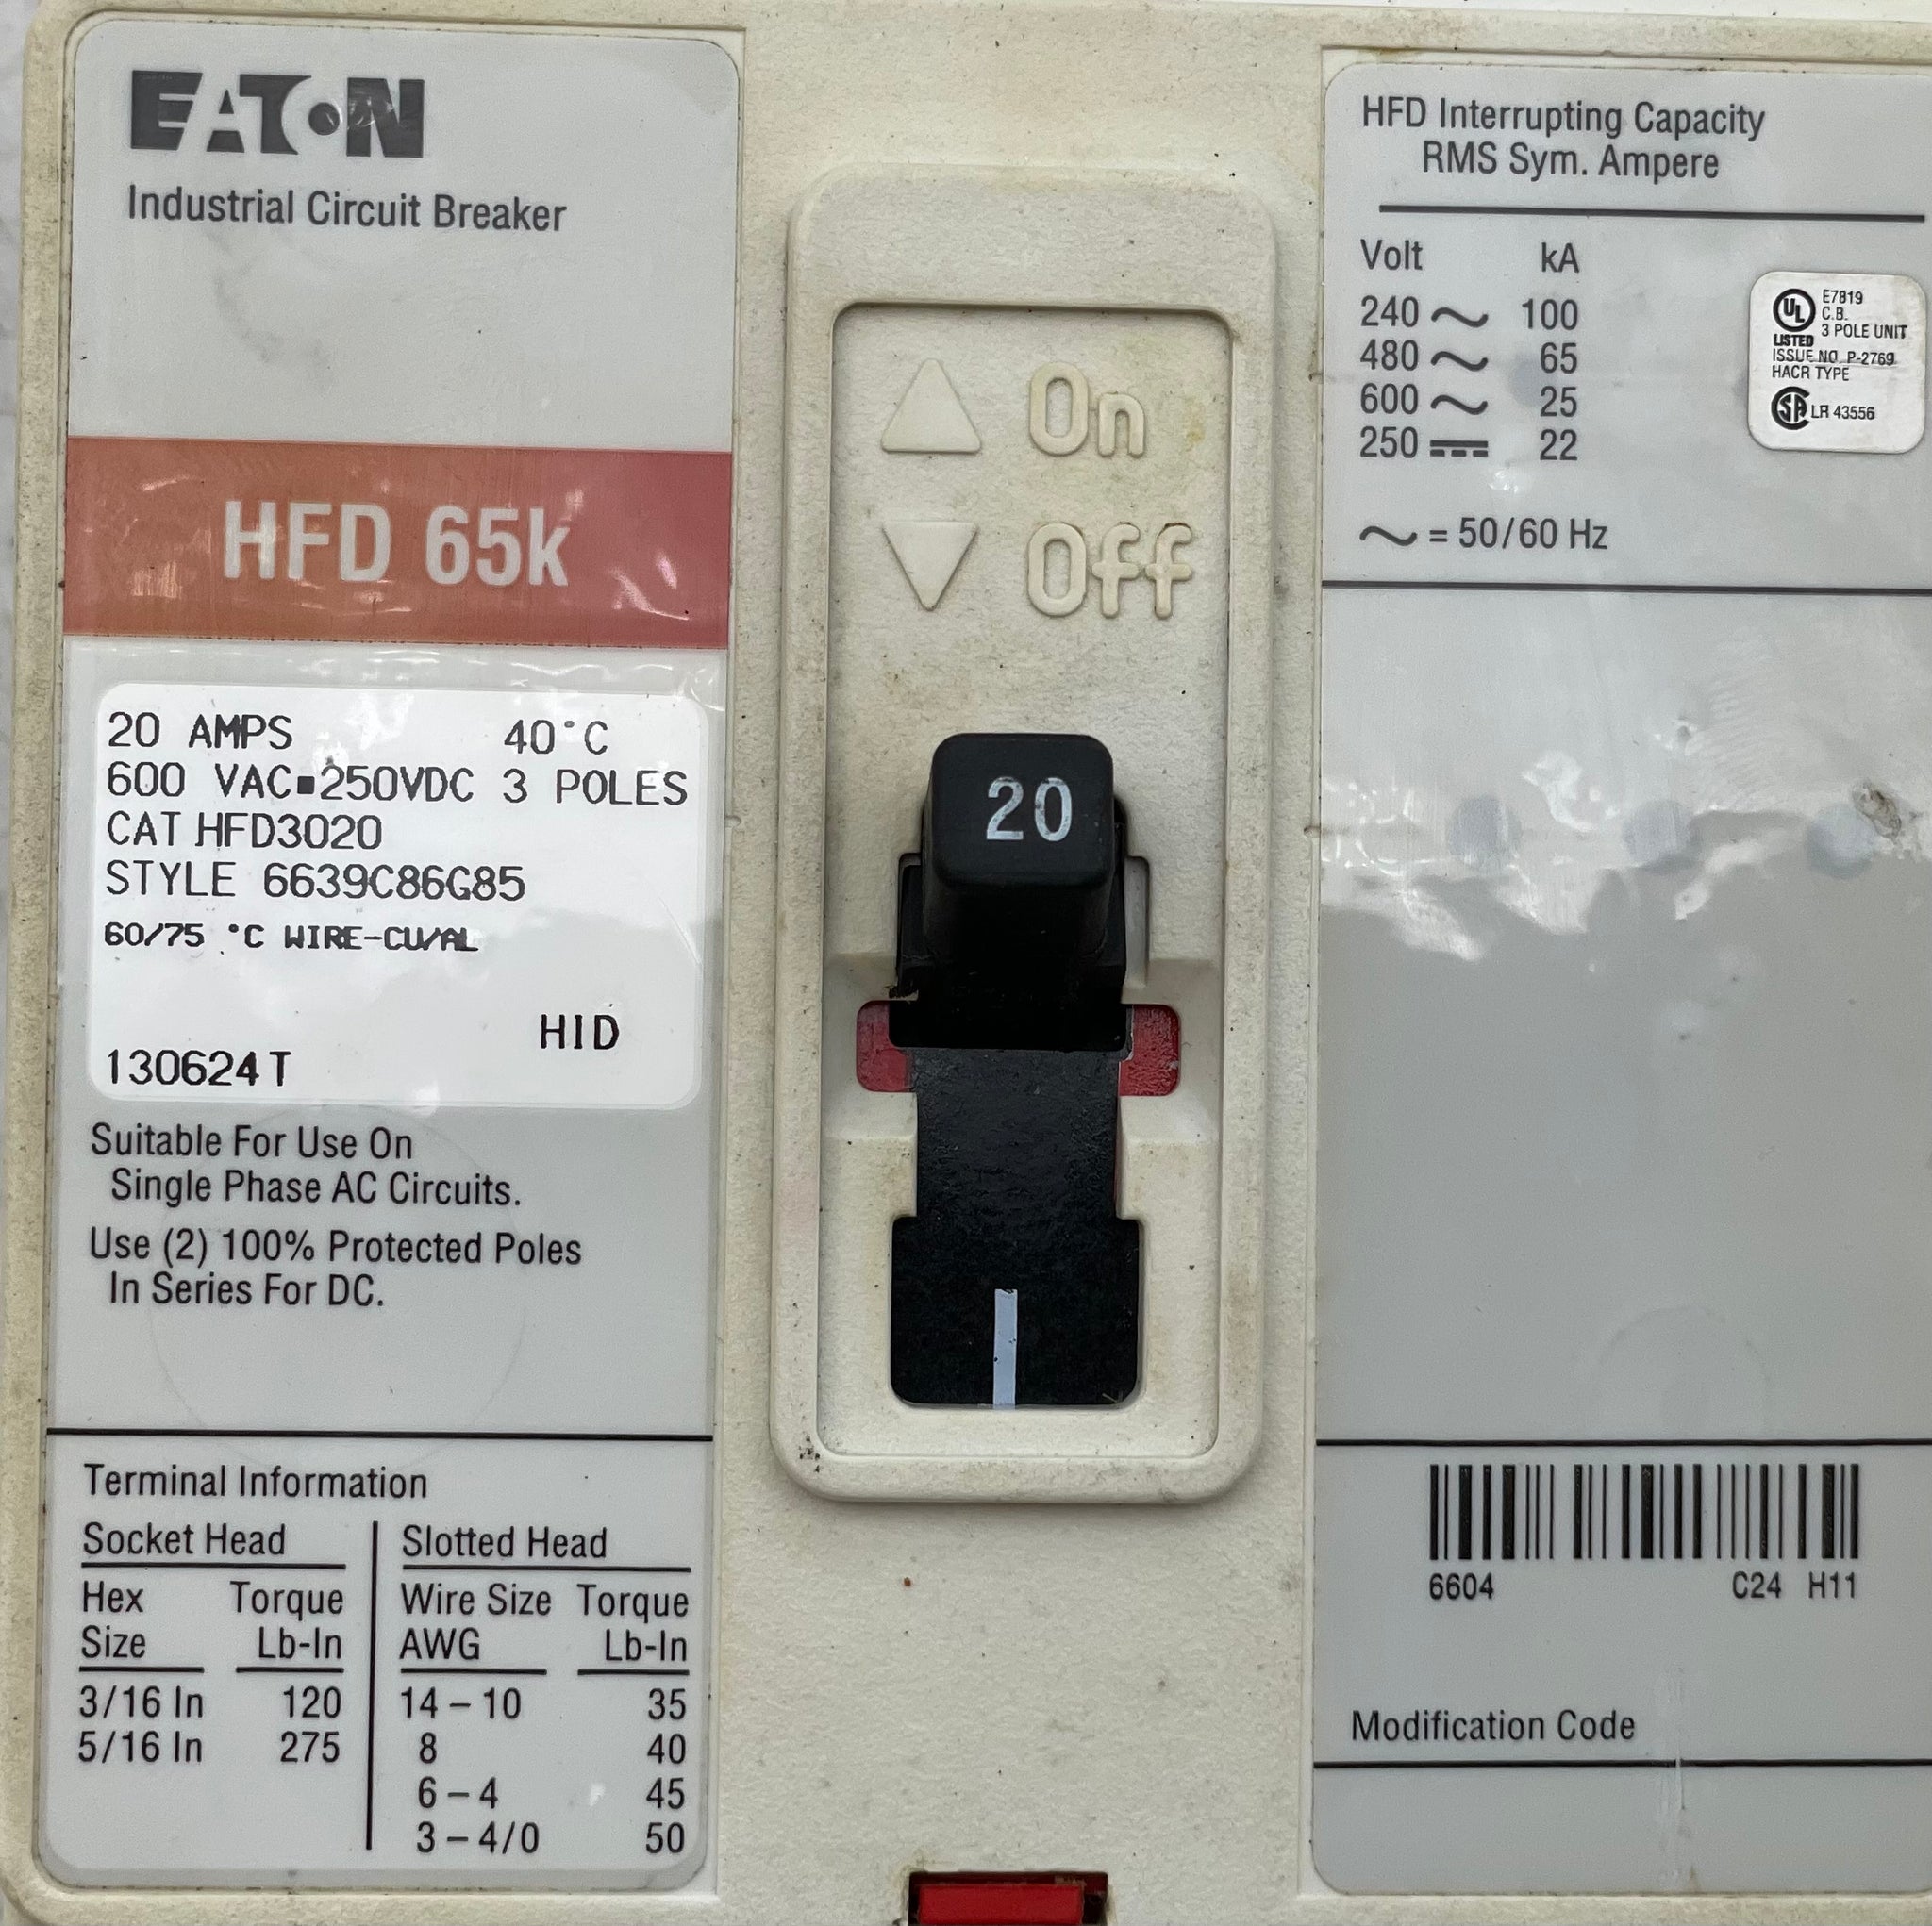 EATON
Industrial Circuit Breaker
HFD 65k
20 AMPS 40°C
600 VAC▪250VDC 3 POLES
CAT HFD3020
STYLE 6639C86G85
60/75 °C WIRE-CU/AL
HID
130624T
Suitable For Use On
Single Phase AC Circuits.
Use (2) 100% Protected Poles
In Series For DC.
Terminal Information
Socket Head
Hex Torque
Size Lb-In
3/16 In 120
5/16 In 275
Slotted Head
Wire Size Torque
AWG Lb-In
14 – 10 35
8 40
6 – 4 45
3 – 4/0 50
On
Off
20
HFD Interrupting Capacity
RMS Sym. Ampere
Volt kA
240 ~ 100
480 ~ 65
600 ~ 25
250 ⎓ 22
~ = 50/60 Hz
UL E7819
C.B.
LISTED 3 POLE UNIT
ISSUE NO. P-2769
HACR TYPE
SA LR 43556
6604 C24 H11
Modification Code